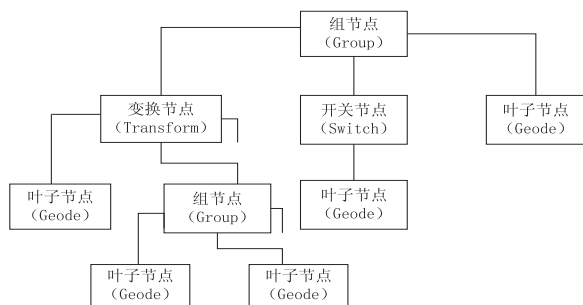 组节点
(Group)
变换节点
(Transform)
开关节点
(Switch)
叶子节点
(Geode)
叶子节点
(Geode)
组节点
(Group)
叶子节点
(Geode)
叶子节点
(Geode)
叶子节点
(Geode)